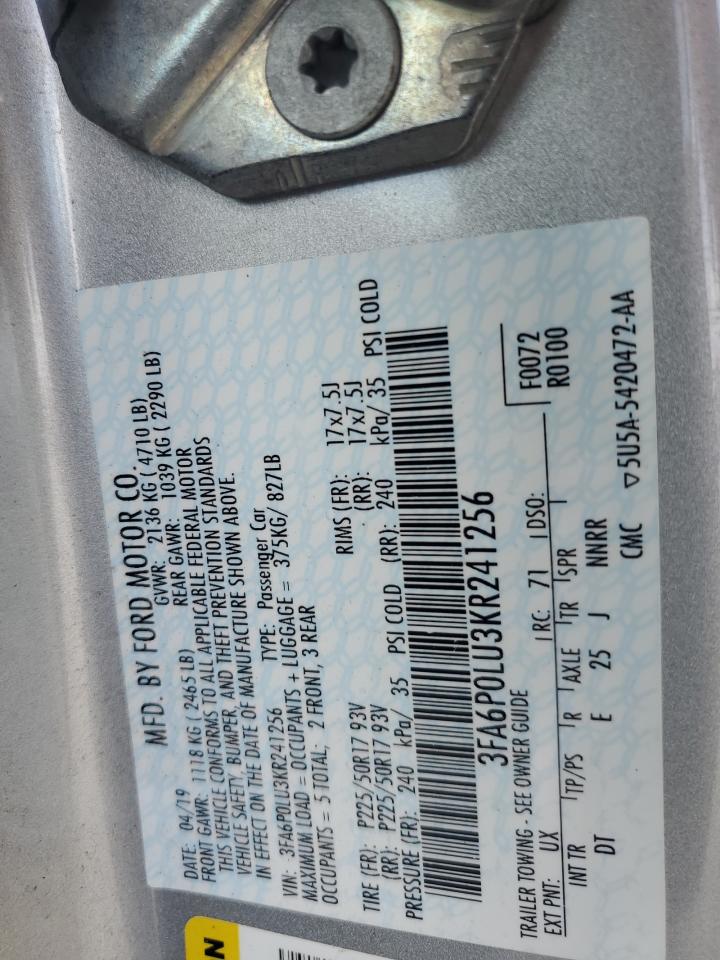 MFD. BY FORD MOTOR CO.
DATE: 04/19 GVWR: 2136 KG ( 4710 LB)
FRONT GAWR: 1118 KG ( 2465 LB) REAR GAWR: 1039 KG ( 2290 LB)
THIS VEHICLE CONFORMS TO ALL APPLICABLE FEDERAL MOTOR
VEHICLE SAFETY, BUMPER, AND THEFT PREVENTION STANDARDS
IN EFFECT ON THE DATE OF MANUFACTURE SHOWN ABOVE.
VIN: 3FA6P0LU3KR241256 TYPE: Passenger Car
MAXIMUM LOAD = OCCUPANTS + LUGGAGE = 375KG/ 827LB
OCCUPANTS = 5 TOTAL; 2 FRONT, 3 REAR
TIRE (FR): P225/50R17 93V RIMS (FR): 17x7.5J
(RR): P225/50R17 93V (RR): 17x7.5J
PRESSURE (FR): 240 kPa/ 35 PSI COLD (RR): 240 kPa/ 35 PSI COLD
3FA6P0LU3KR241256
TRAILER TOWING - SEE OWNER GUIDE F0072
EXT PNT: UX RC: 71 DSO: R0100
INT TR TP/PS R AXLE TR SPR
DT E 25 J NNRR
CMC ▽5U5A-5420472-AA
N